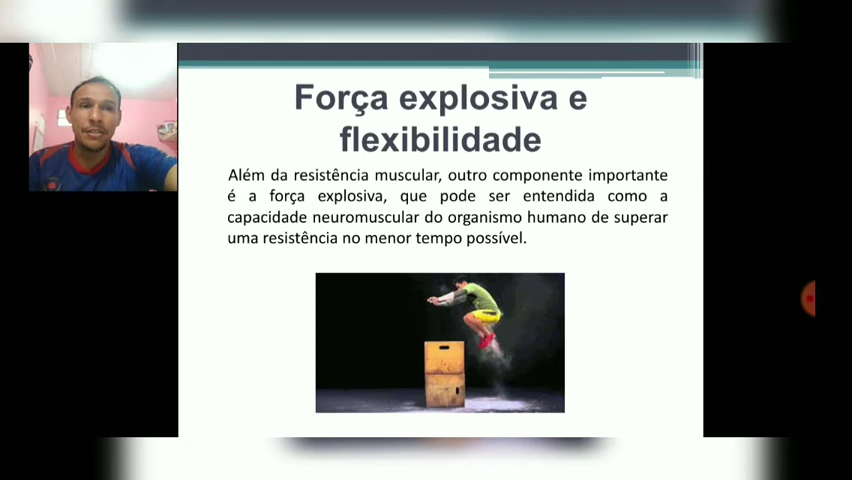 Força explosiva e
flexibilidade
Além da resistência muscular, outro componente importante
é a força explosiva, que pode ser entendida como a
capacidade neuromuscular do organismo humano de superar
uma resistência no menor tempo possível.